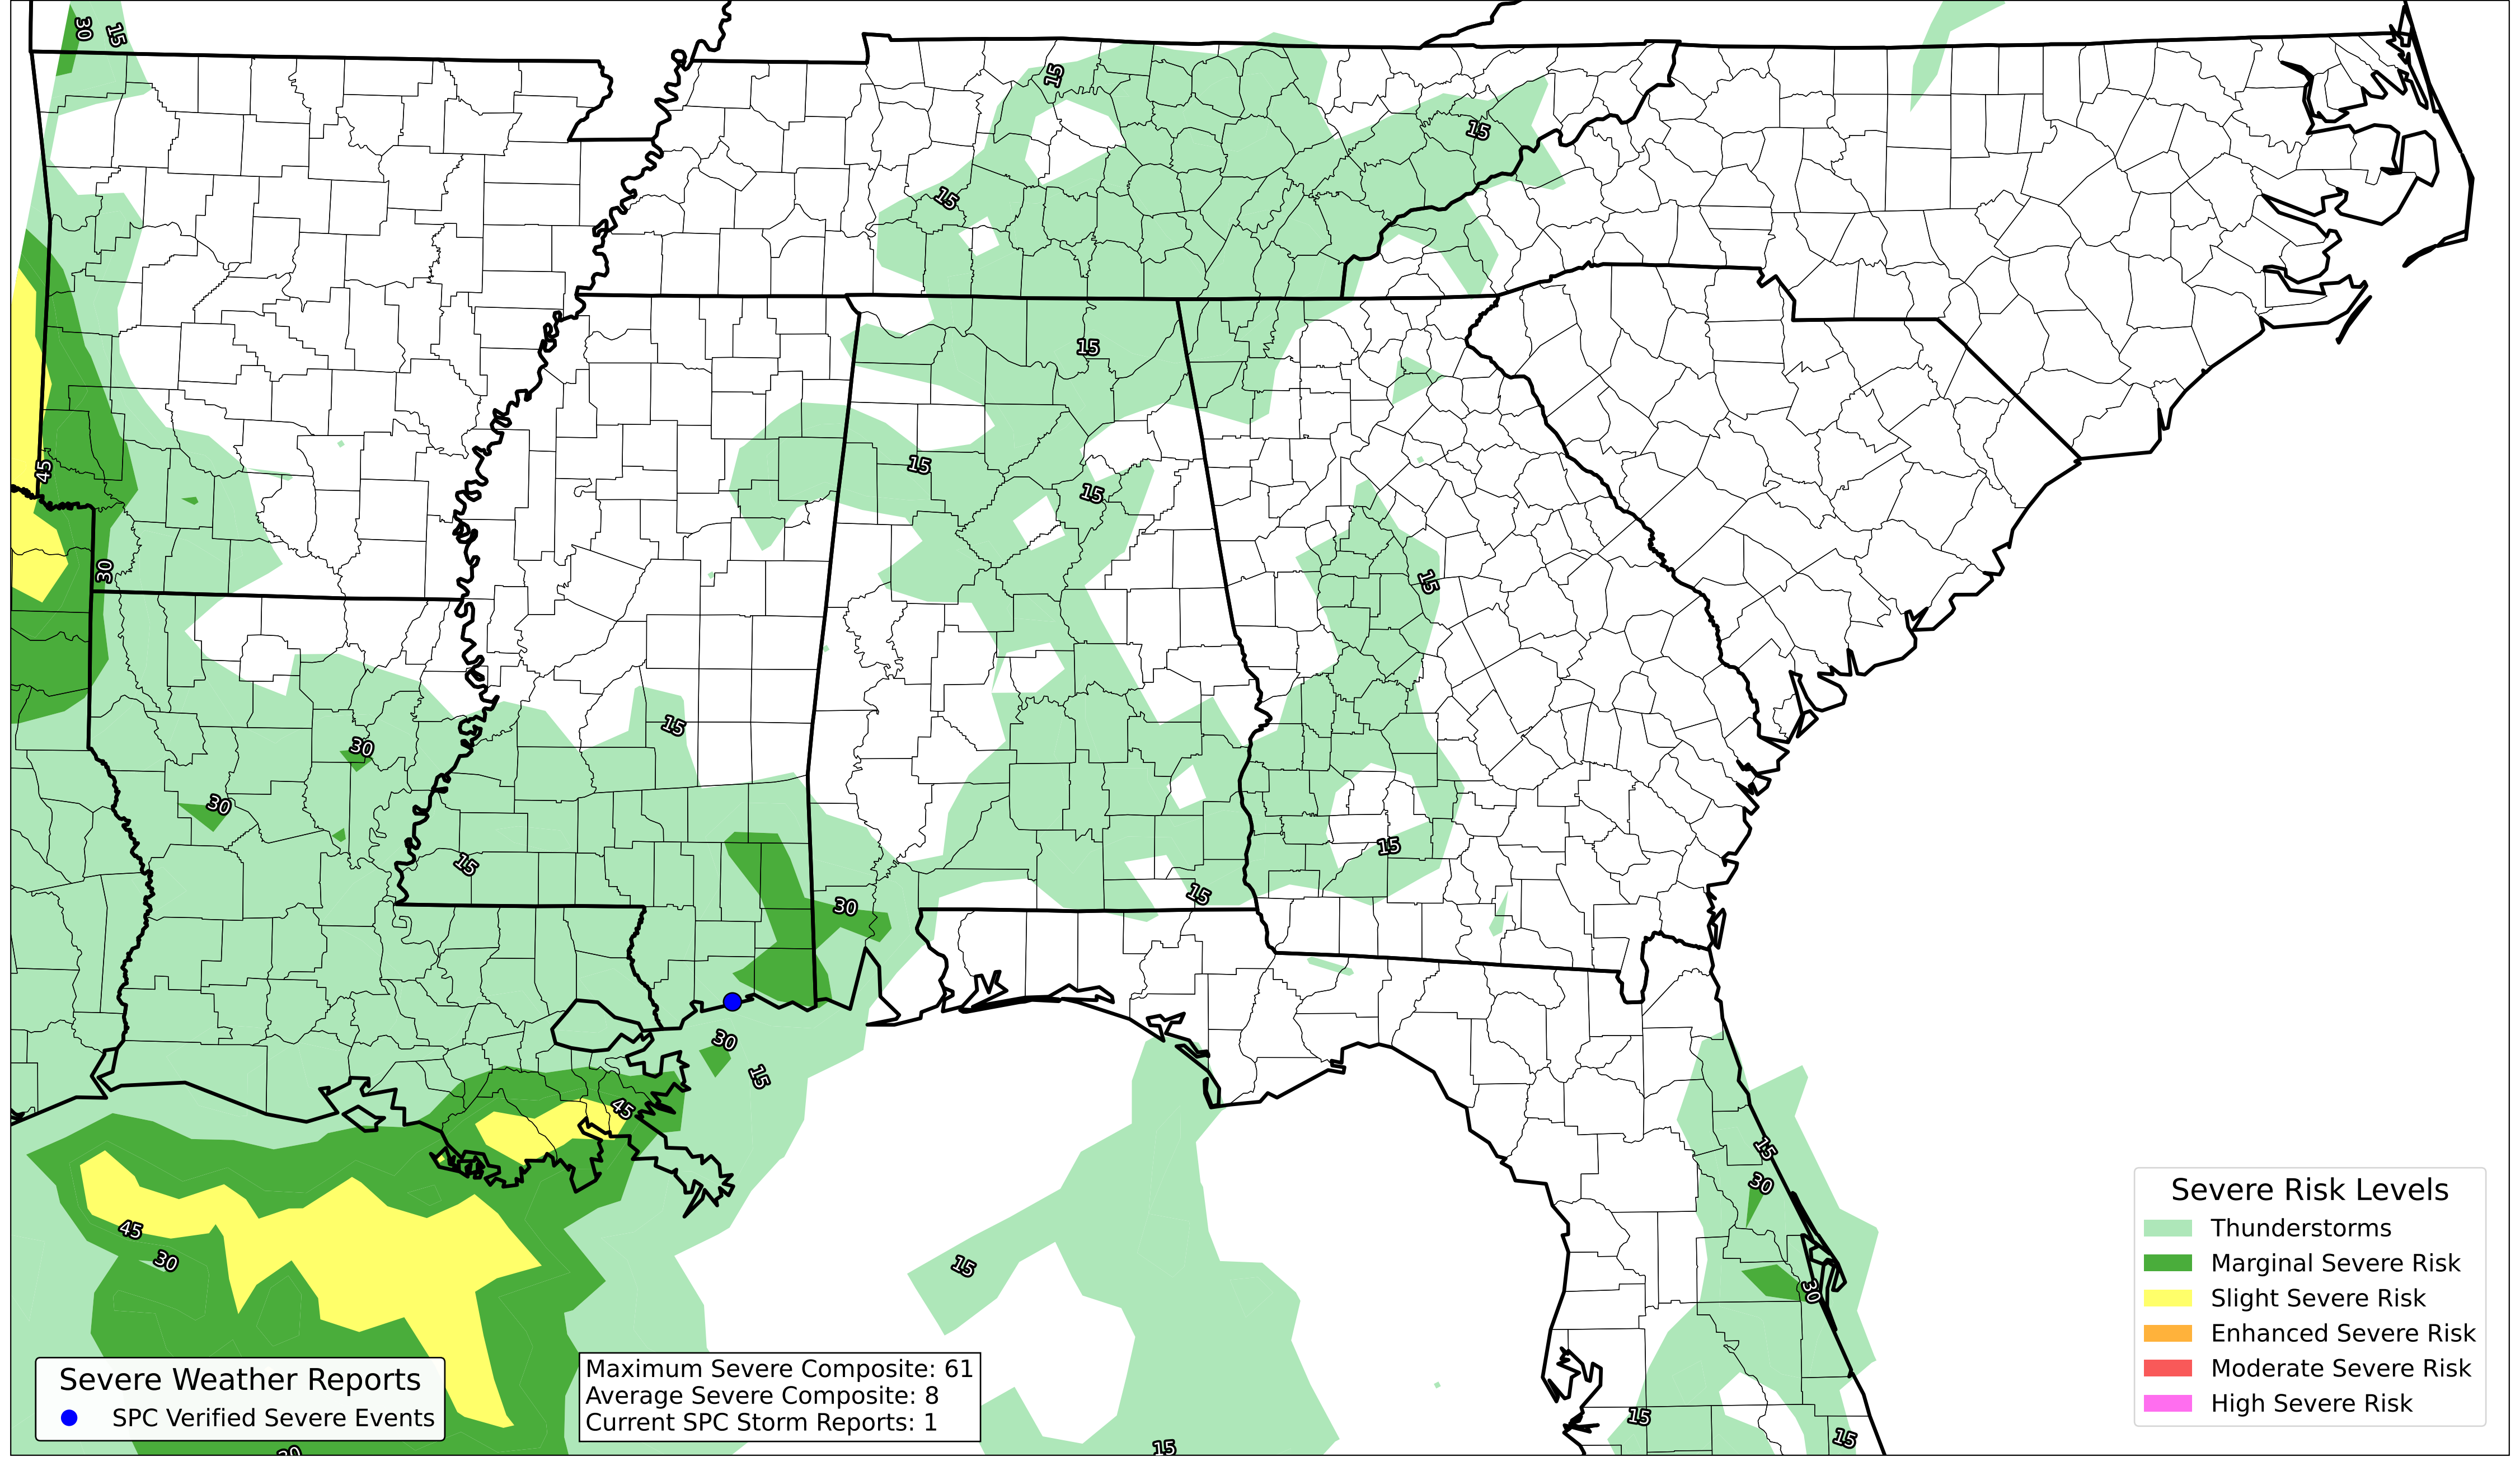 30
15
15
15
15
15
45
15
15
30
15
15
30
30
15
15
15
30
30
15
45
15
30
45
30
15
30
15
15
30
15
Severe Risk Levels
Thunderstorms
Marginal Severe Risk
Slight Severe Risk
Enhanced Severe Risk
Moderate Severe Risk
High Severe Risk
Severe Weather Reports
SPC Verified Severe Events
Maximum Severe Composite: 61
Average Severe Composite: 8
Current SPC Storm Reports: 1